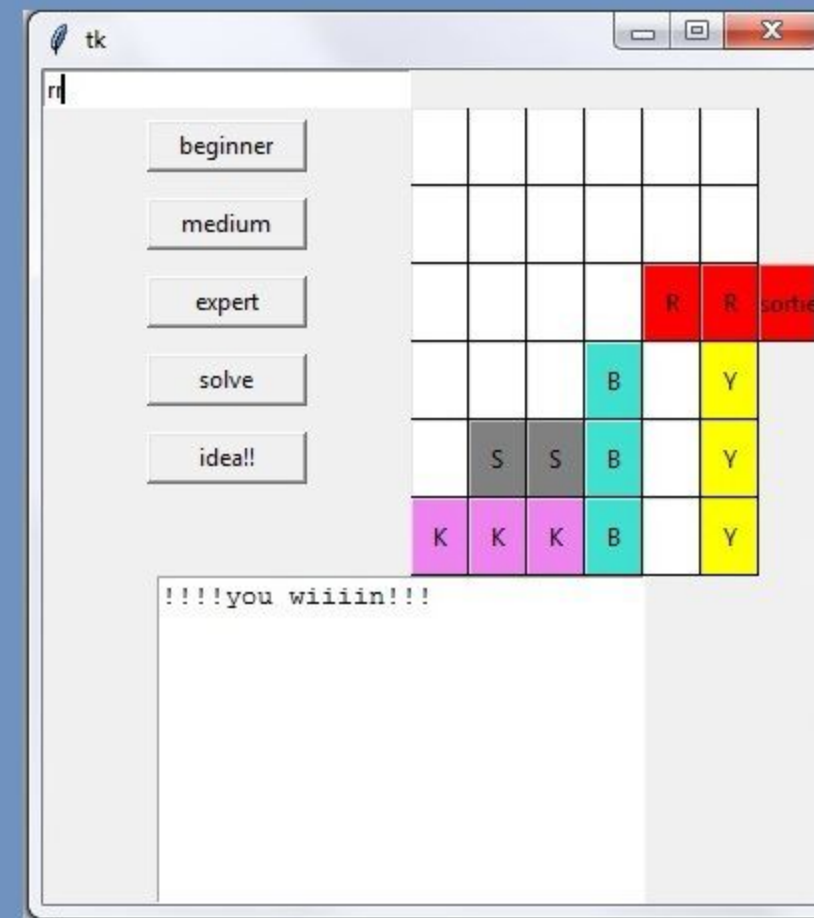 tk
rr
beginner
medium
expert
R R sortie
solve
B Y
idea!!
S S B Y
K K K B Y
!!!!you wiiiin!!!